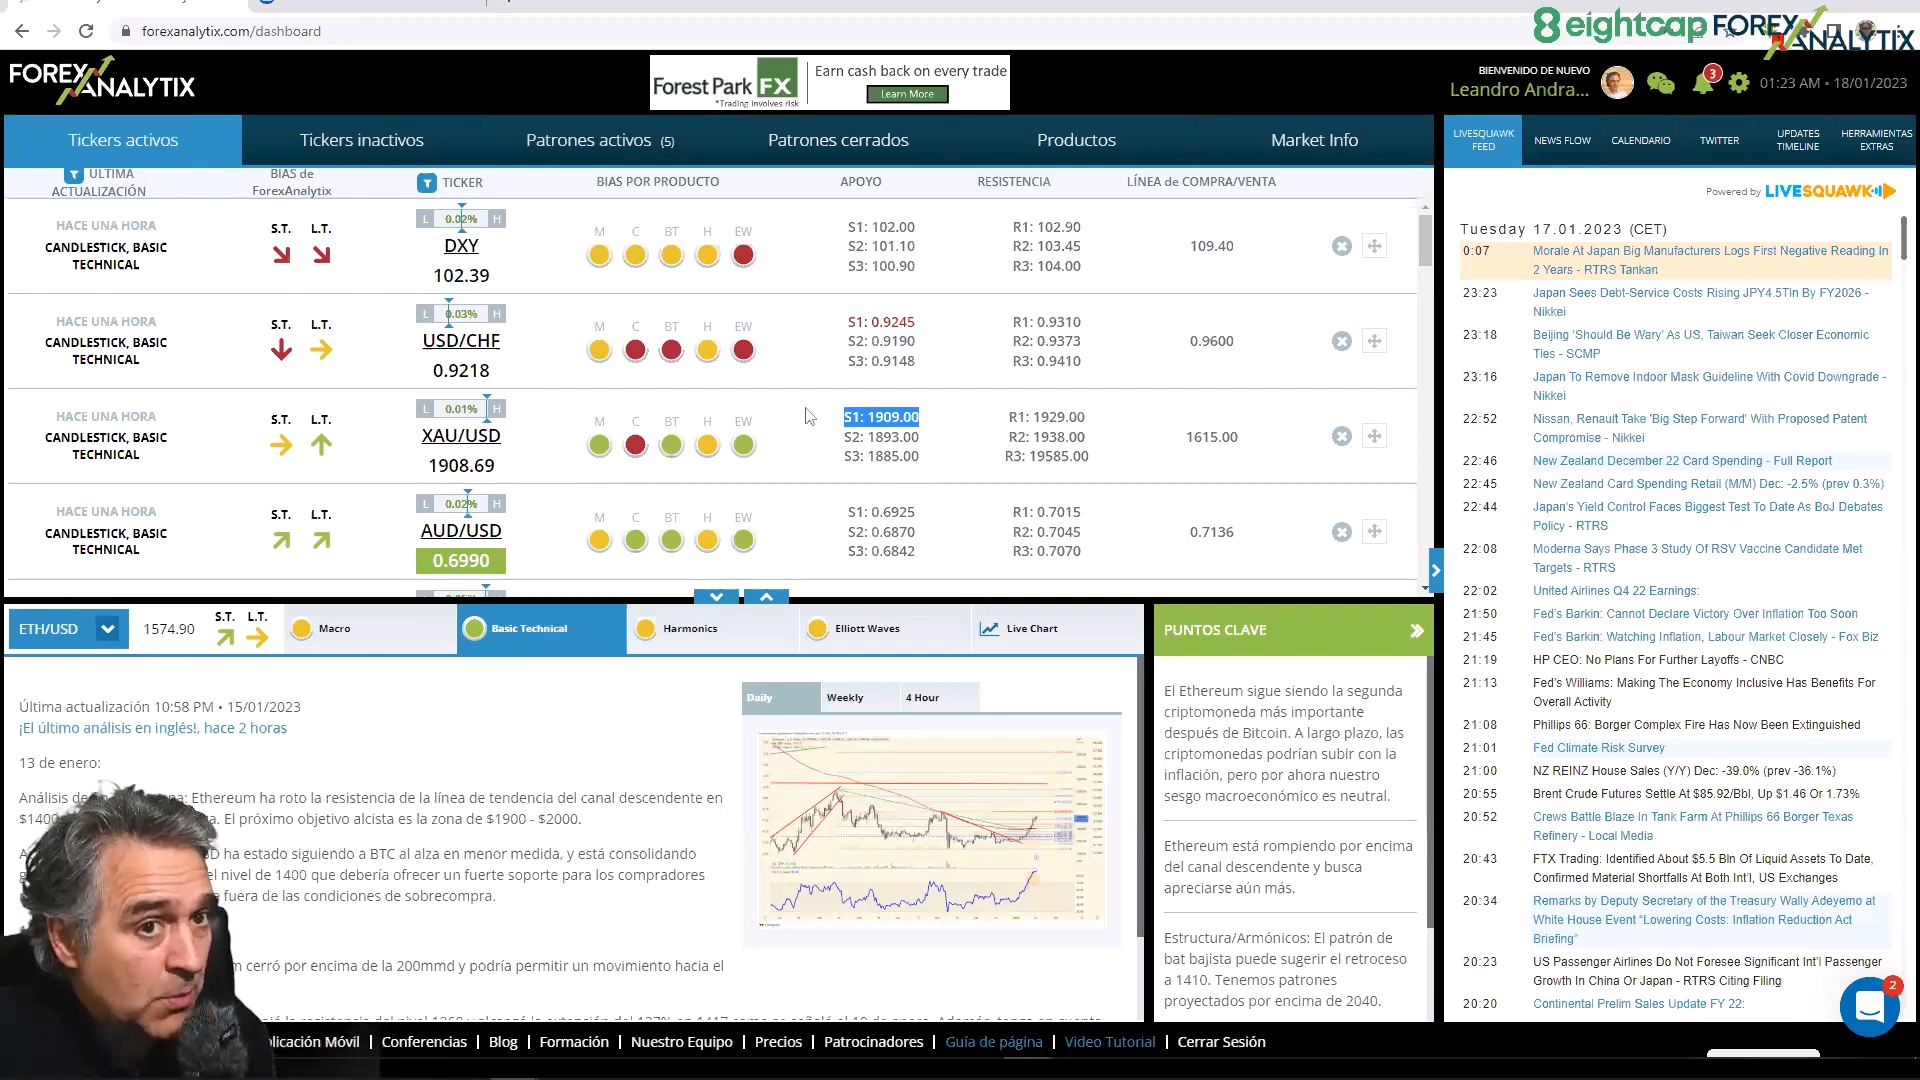 forexanalytix.com/dashboard
8 eightcap FOREX ANALYTIX
FOREX ANALYTIX
Forest Park FX
*Trading involves risk
Earn cash back on every trade
Learn More
BIENVENIDO DE NUEVO
Leandro Andra...
3
01:23 AM • 18/01/2023
Tickers activos
Tickers inactivos
Patrones activos (5)
Patrones cerrados
Productos
Market Info
ÚLTIMA ACTUALIZACIÓN
BIAS de ForexAnalytix
TICKER
BIAS POR PRODUCTO
APOYO
RESISTENCIA
LÍNEA de COMPRA/VENTA
HACE UNA HORA
CANDLESTICK, BASIC
TECHNICAL
S.T. L.T.
L 0.02% H
DXY
102.39
M C BT H EW
S1: 102.00
S2: 101.10
S3: 100.90
R1: 102.90
R2: 103.45
R3: 104.00
109.40
HACE UNA HORA
CANDLESTICK, BASIC
TECHNICAL
S.T. L.T.
L 0.03% H
USD/CHF
0.9218
M C BT H EW
S1: 0.9245
S2: 0.9190
S3: 0.9148
R1: 0.9310
R2: 0.9373
R3: 0.9410
0.9600
HACE UNA HORA
CANDLESTICK, BASIC
TECHNICAL
S.T. L.T.
L 0.01% H
XAU/USD
1908.69
M C BT H EW
S1: 1909.00
S2: 1893.00
S3: 1885.00
R1: 1929.00
R2: 1938.00
R3: 19585.00
1615.00
HACE UNA HORA
CANDLESTICK, BASIC
TECHNICAL
S.T. L.T.
L 0.02% H
AUD/USD
0.6990
M C BT H EW
S1: 0.6925
S2: 0.6870
S3: 0.6842
R1: 0.7015
R2: 0.7045
R3: 0.7070
0.7136
ETH/USD
1574.90
S.T. L.T.
Macro
Basic Technical
Harmonics
Elliott Waves
Live Chart
Última actualización 10:58 PM • 15/01/2023
¡El último análisis en inglés!, hace 2 horas
13 de enero:
Análisis de Ethereum ha roto la resistencia de la línea de tendencia del canal descendente en
$1400 El próximo objetivo alcista es la zona de $1900 - $2000.
ha estado siguiendo a BTC al alza en menor medida, y está consolidando
el nivel de 1400 que debería ofrecer un fuerte soporte para los compradores
fuera de las condiciones de sobrecompra.
cerró por encima de la 200mmd y podría permitir un movimiento hacia el
Daily
Weekly
4 Hour
PUNTOS CLAVE
El Ethereum sigue siendo la segunda
criptomoneda más importante
después de Bitcoin. A largo plazo, las
criptomonedas podrían subir con la
inflación, pero por ahora nuestro
sesgo macroeconómico es neutral.
Ethereum está rompiendo por encima
del canal descendente y busca
apreciarse aún más.
Estructura/Armónicos: El patrón de
bat bajista puede sugerir el retroceso
a 1410. Tenemos patrones
proyectados por encima de 2040.
LIVESQUAWK FEED
NEWS FLOW
CALENDARIO
TWITTER
UPDATES TIMELINE
HERRAMIENTAS EXTRAS
Powered by LIVESQUAWK
Tuesday 17.01.2023 (CET)
0:07 Morale At Japan Big Manufacturers Logs First Negative Reading In
2 Years - RTRS Tankan
23:23 Japan Sees Debt-Service Costs Rising JPY4.5Tln By FY2026 -
Nikkei
23:18 Beijing 'Should Be Wary' As US, Taiwan Seek Closer Economic
Ties - SCMP
23:16 Japan To Remove Indoor Mask Guideline With Covid Downgrade -
Nikkei
22:52 Nissan, Renault Take 'Big Step Forward' With Proposed Patent
Compromise - Nikkei
22:46 New Zealand December 22 Card Spending - Full Report
22:45 New Zealand Card Spending Retail (M/M) Dec: -2.5% (prev 0.3%)
22:44 Japan's Yield Control Faces Biggest Test To Date As BoJ Debates
Policy - RTRS
22:08 Moderna Says Phase 3 Study Of RSV Vaccine Candidate Met
Targets - RTRS
22:02 United Airlines Q4 22 Earnings:
21:50 Fed's Barkin: Cannot Declare Victory Over Inflation Too Soon
21:45 Fed's Barkin: Watching Inflation, Labour Market Closely - Fox Biz
21:19 HP CEO: No Plans For Further Layoffs - CNBC
21:13 Fed's Williams: Making The Economy Inclusive Has Benefits For
Overall Activity
21:08 Phillips 66: Borger Complex Fire Has Now Been Extinguished
21:01 Fed Climate Risk Survey
21:00 NZ REINZ House Sales (Y/Y) Dec: -39.0% (prev -36.1%)
20:55 Brent Crude Futures Settle At $85.92/Bbl, Up $1.46 Or 1.73%
20:52 Crews Battle Blaze In Tank Farm At Phillips 66 Borger Texas
Refinery - Local Media
20:43 FTX Trading: Identified About $5.5 Bln Of Liquid Assets To Date,
Confirmed Material Shortfalls At Both Int'l, US Exchanges
20:34 Remarks by Deputy Secretary of the Treasury Wally Adeyemo at
White House Event "Lowering Costs: Inflation Reduction Act
Briefing"
20:23 US Passenger Airlines Do Not Foresee Significant Int'l Passenger
Growth In China Or Japan - RTRS Citing Filing
20:20 Continental Prelim Sales Update FY 22:
2
Móvil | Conferencias | Blog | Formación | Nuestro Equipo | Precios | Patrocinadores | Guía de página | Video Tutorial | Cerrar Sesión